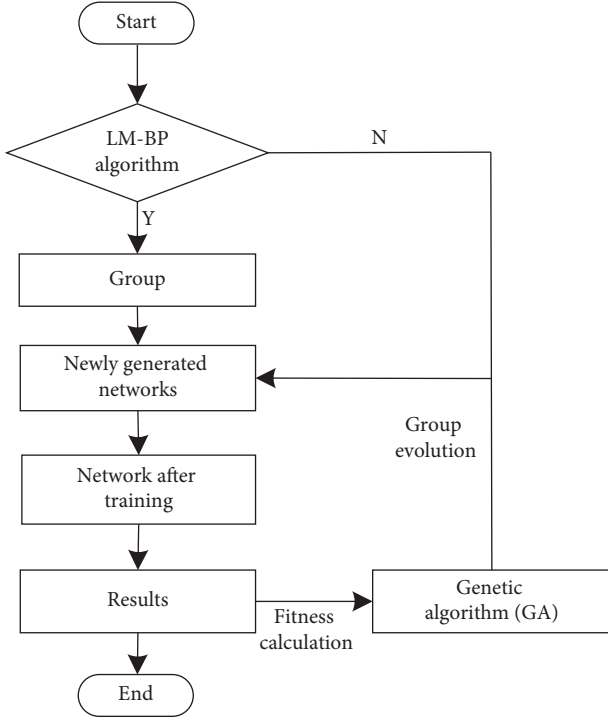 Start
LM-BP
algorithm
N
Y
Group
Newly generated
networks
Group
evolution
Network after
training
Results
Fitness
calculation
Genetic
algorithm (GA)
End